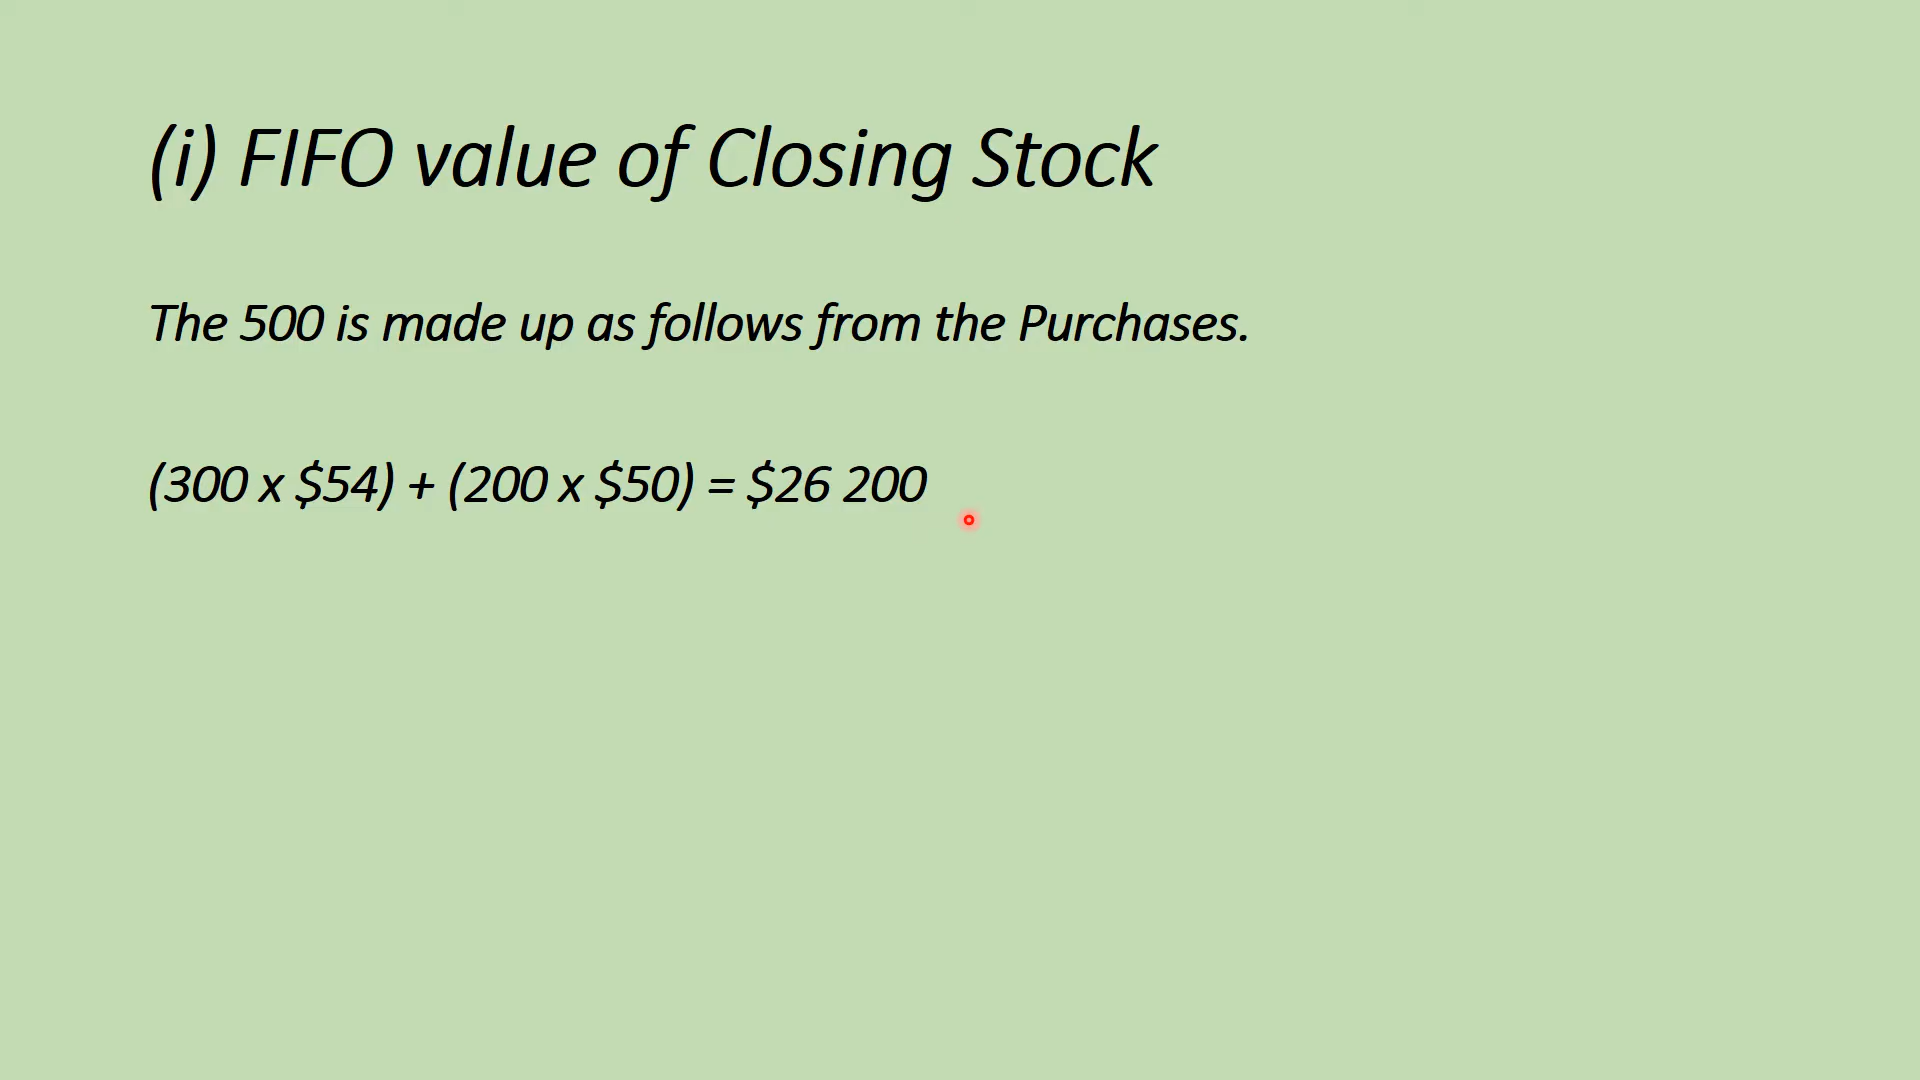 (i) FIFO value of Closing Stock
The 500 is made up as follows from the Purchases.
(300 x $54) + (200 x $50) = $26 200